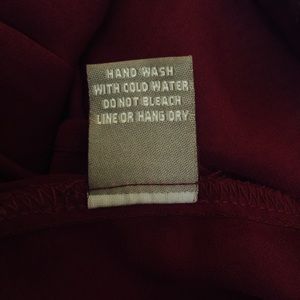 HAND WASH
WITH COLD WATER
DO NOT BLEACH
LINE OR HANG DRY